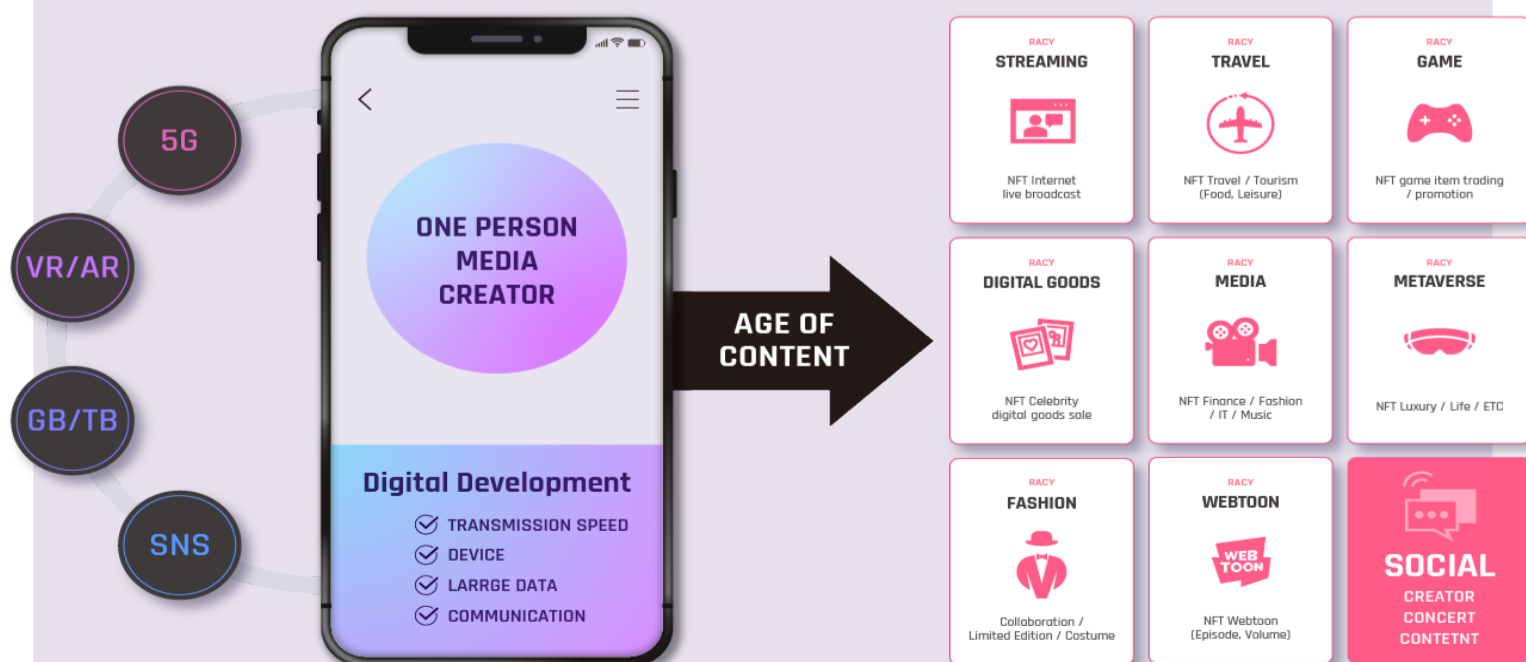 5G
VR/AR
GB/TB
SNS
ONE PERSON
MEDIA
CREATOR
Digital Development
TRANSMISSION SPEED
DEVICE
LARRGE DATA
COMMUNICATION
AGE OF
CONTENT
RACY
STREAMING
NFT Internet
live broadcast
RACY
TRAVEL
NFT Travel / Tourism
(Food, Leisure)
RACY
GAME
NFT game item trading
/ promotion
RACY
DIGITAL GOODS
NFT Celebrity
digital goods sale
RACY
MEDIA
NFT Finance / Fashion
/ IT / Music
RACY
METAVERSE
NFT Luxury / Life / ETC
RACY
FASHION
Collaboration /
Limited Edition / Costume
RACY
WEBTOON
WEB
TOON
NFT Webtoon
(Episode, Volume)
SOCIAL
CREATOR
CONCERT
CONTETNT